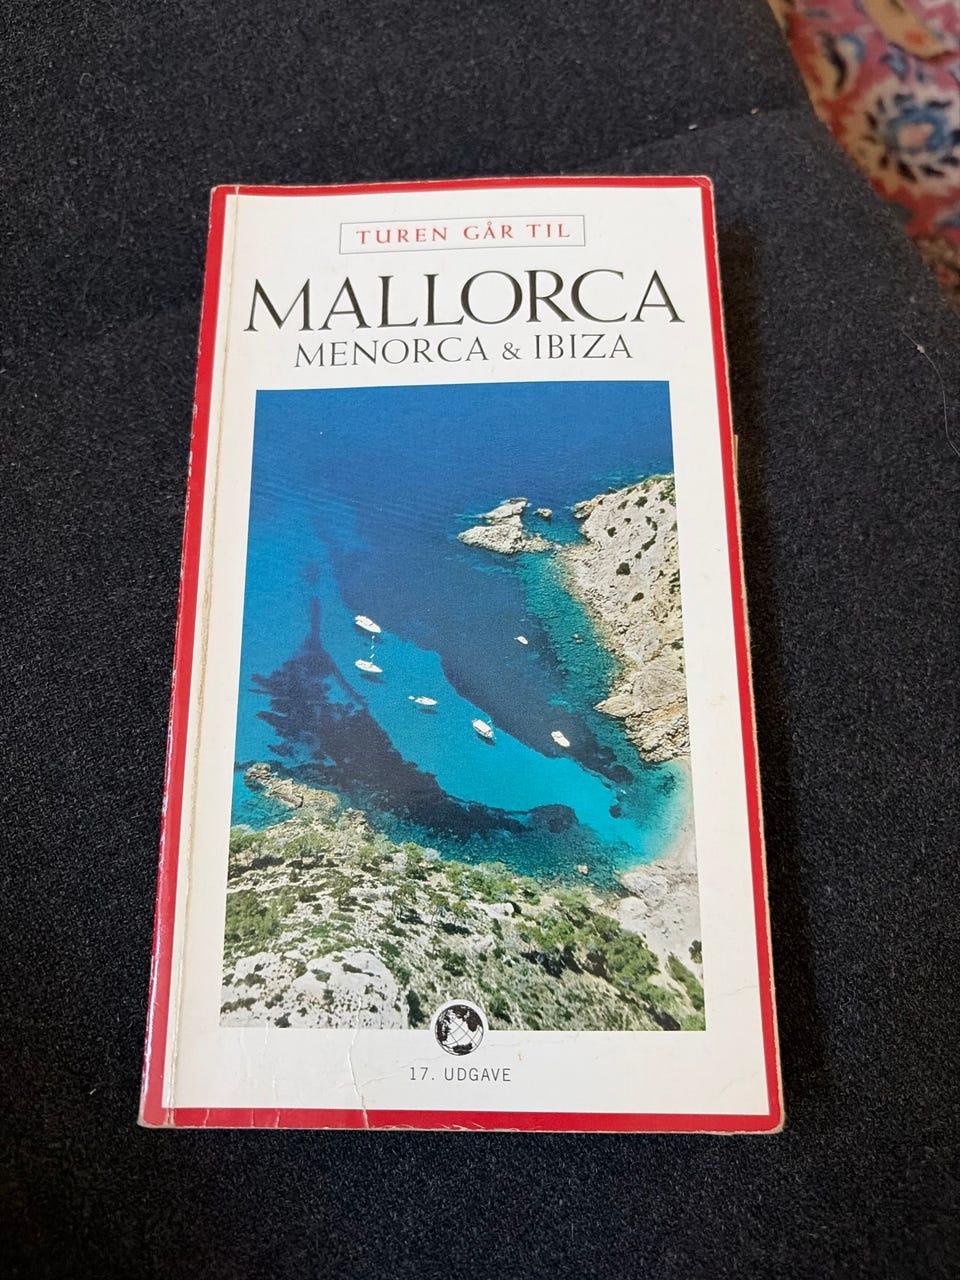 TUREN GÅR TIL
MALLORCA
MENORCA & IBIZA
17. UDGAVE